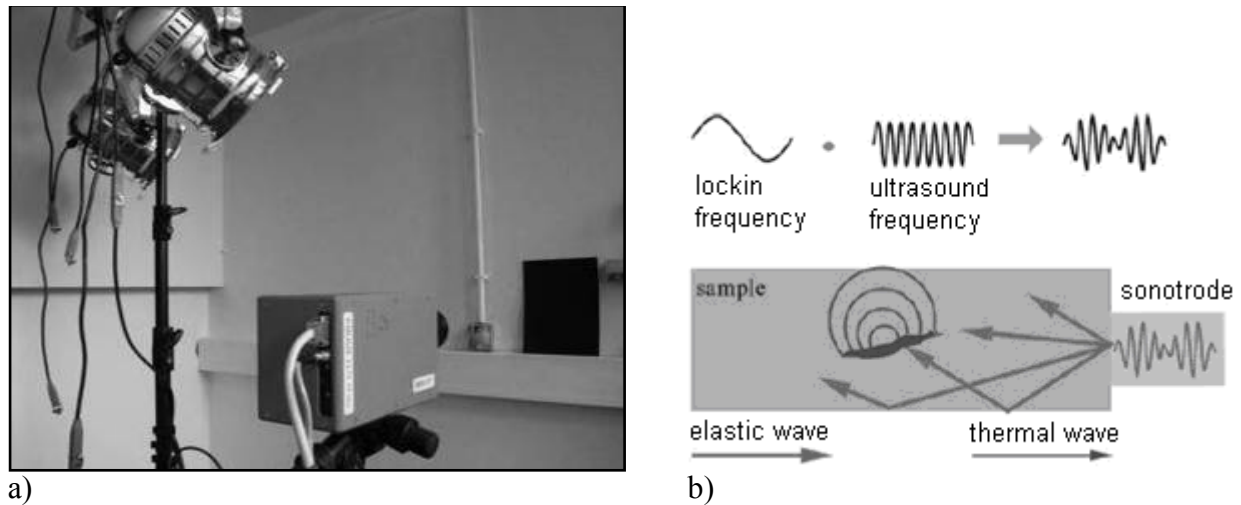 lockin
frequency
ultrasound
frequency
sample
sonotrode
elastic wave
thermal wave
a)
b)